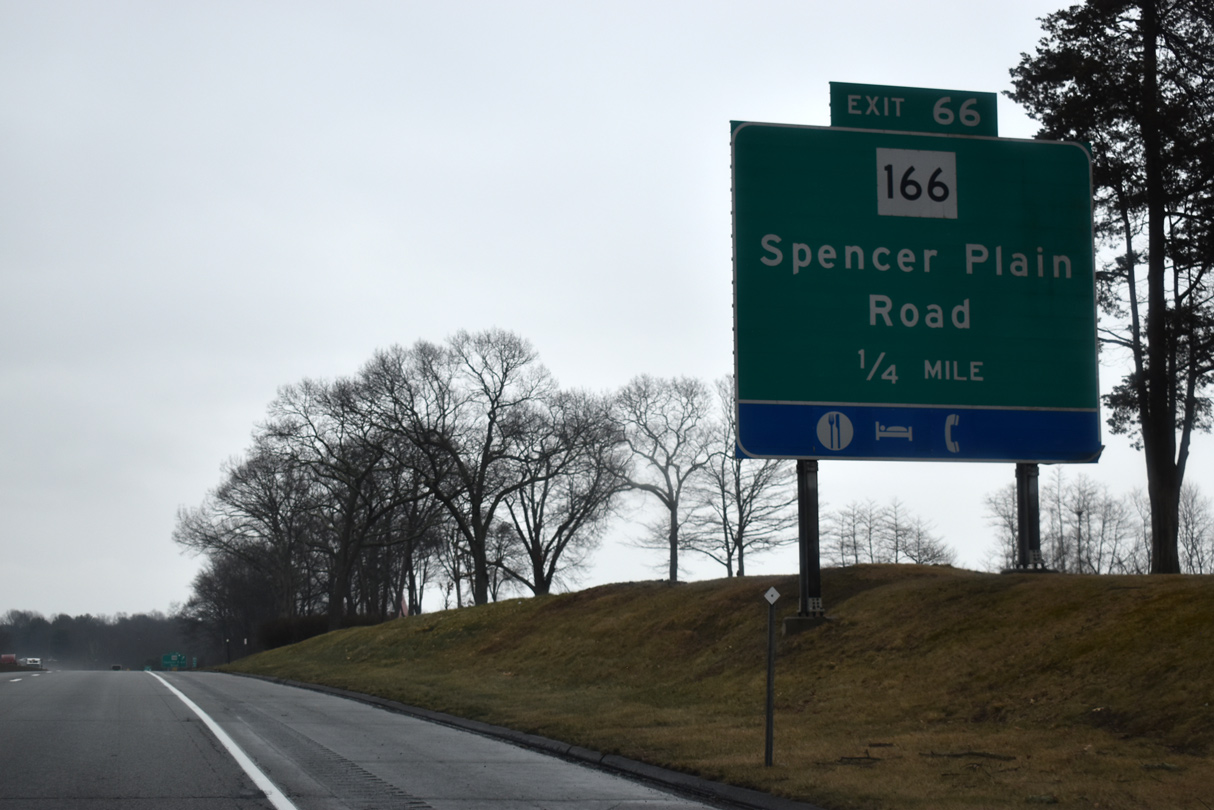 EXIT 66
166
Spencer Plain
Road
1/4 MILE